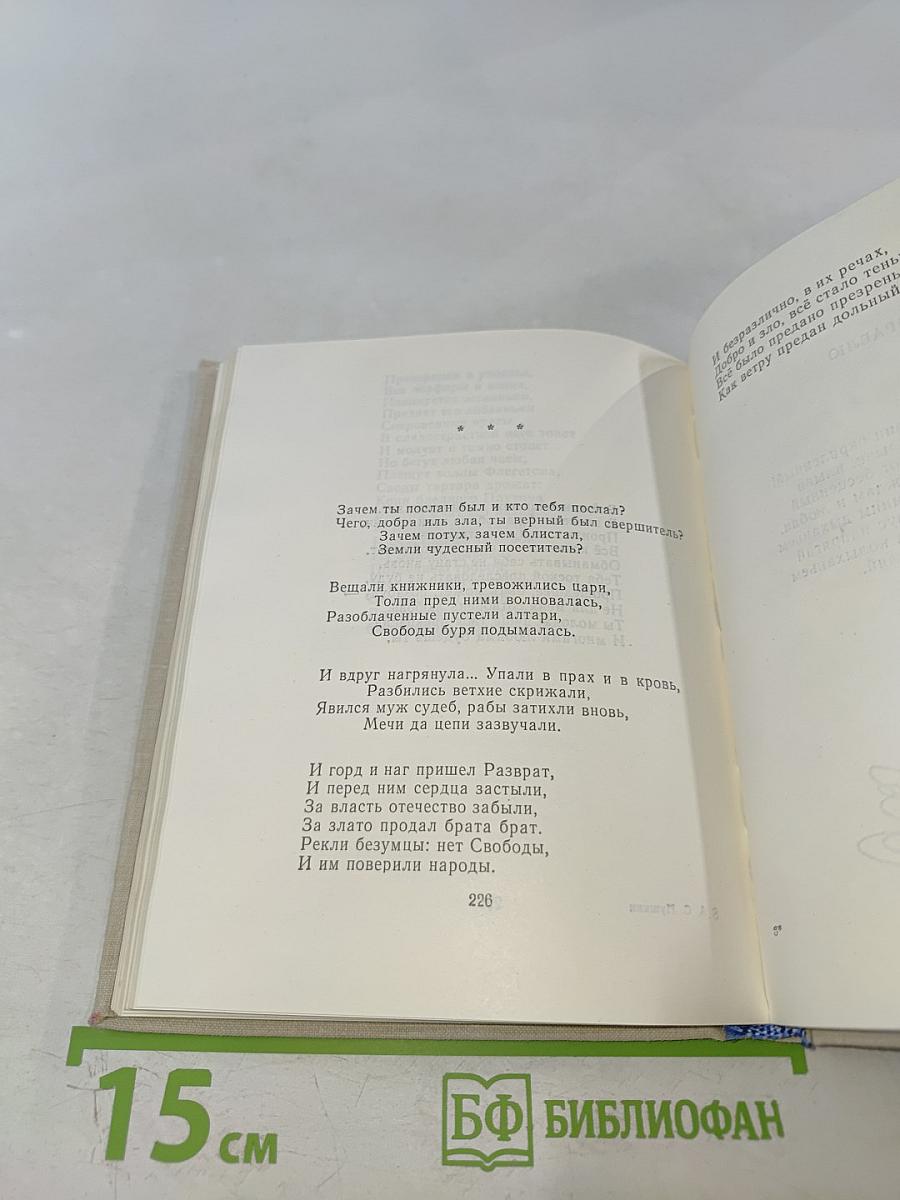 * * *
Зачем ты послан был и кто тебя послал?
Чего, добра иль зла, ты верный был свершитель?
Зачем потух, зачем блистал,
Земли чудесный посетитель?
Вещали книжники, тревожились цари,
Толпа пред ними волновалась,
Разоблаченные пустели алтари,
Свободы буря подымалась.
И вдруг нагрянула... Упали в прах и в кровь,
Разбились ветхие скрижали,
Явился муж судеб, рабы затихли вновь,
Мечи да цепи зазвучали.
И горд и наг пришел Разврат,
И перед ним сердца застыли,
За власть отечество забыли,
За злато продал брата брат.
Рекли безумцы: нет Свободы,
И им поверили народы.
226
И безразлично, в их речах,
Добро и зло, всё стало тень
Всё было предано презрень
Как ветру предан дольный
8*
15 см
БФ БИБЛИОФАН